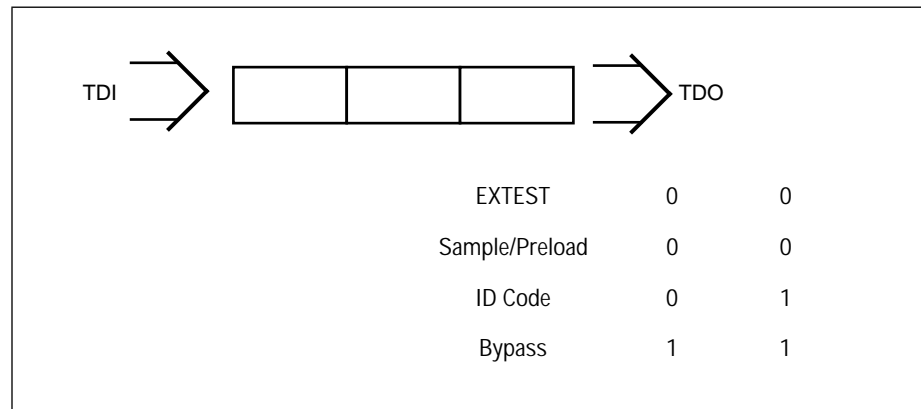 TDI TDO
EXTEST 0 0
Sample/Preload 0 0
ID Code 0 1
Bypass 1 1